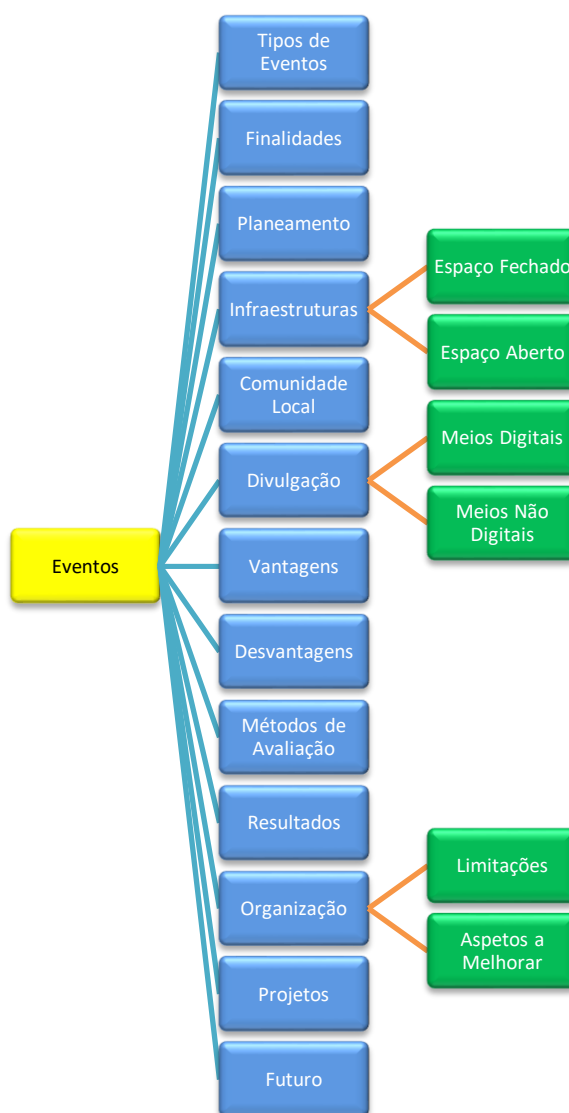 Tipos de
Eventos
Finalidades
Planeamento
Espaço Fechado
Infraestruturas
Espaço Aberto
Comunidade
Local
Meios Digitais
Divulgação
Meios Não
Digitais
Eventos
Vantagens
Desvantagens
Métodos de
Avaliação
Resultados
Limitações
Organização
Aspetos a
Melhorar
Projetos
Futuro